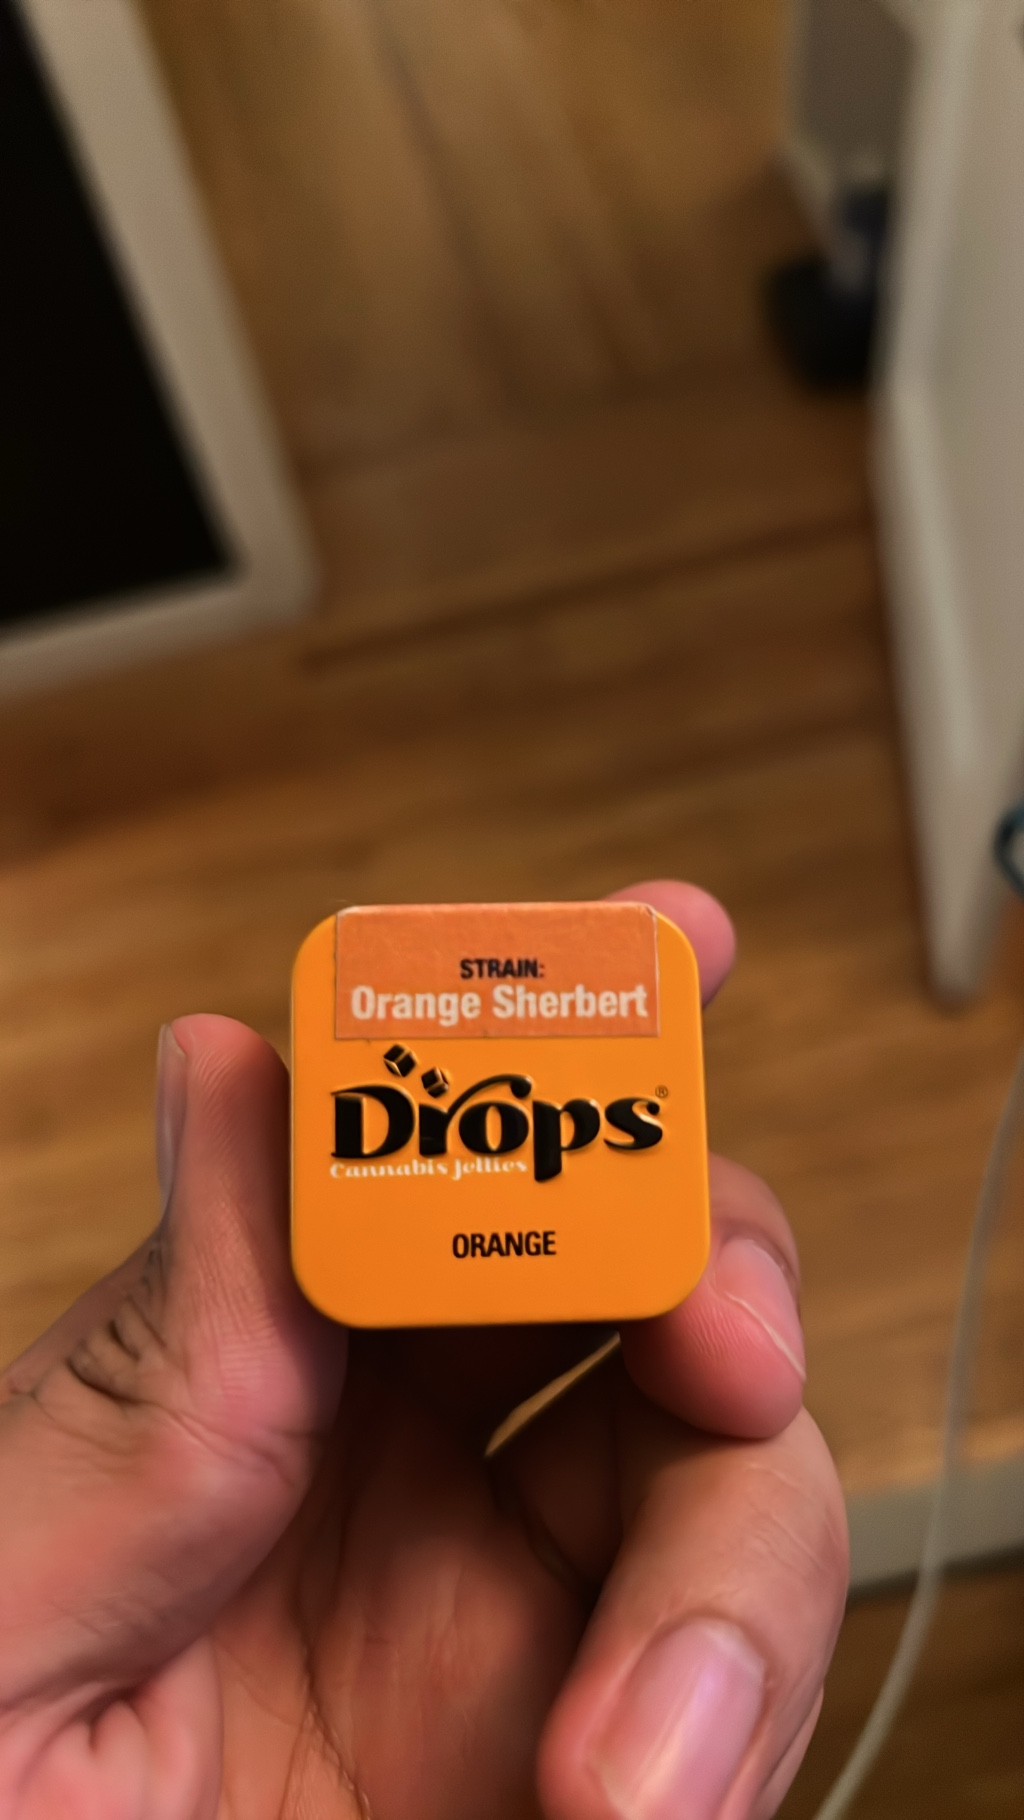 STRAIN:
Orange Sherbert
Drops®
Cannabis Jellies
ORANGE